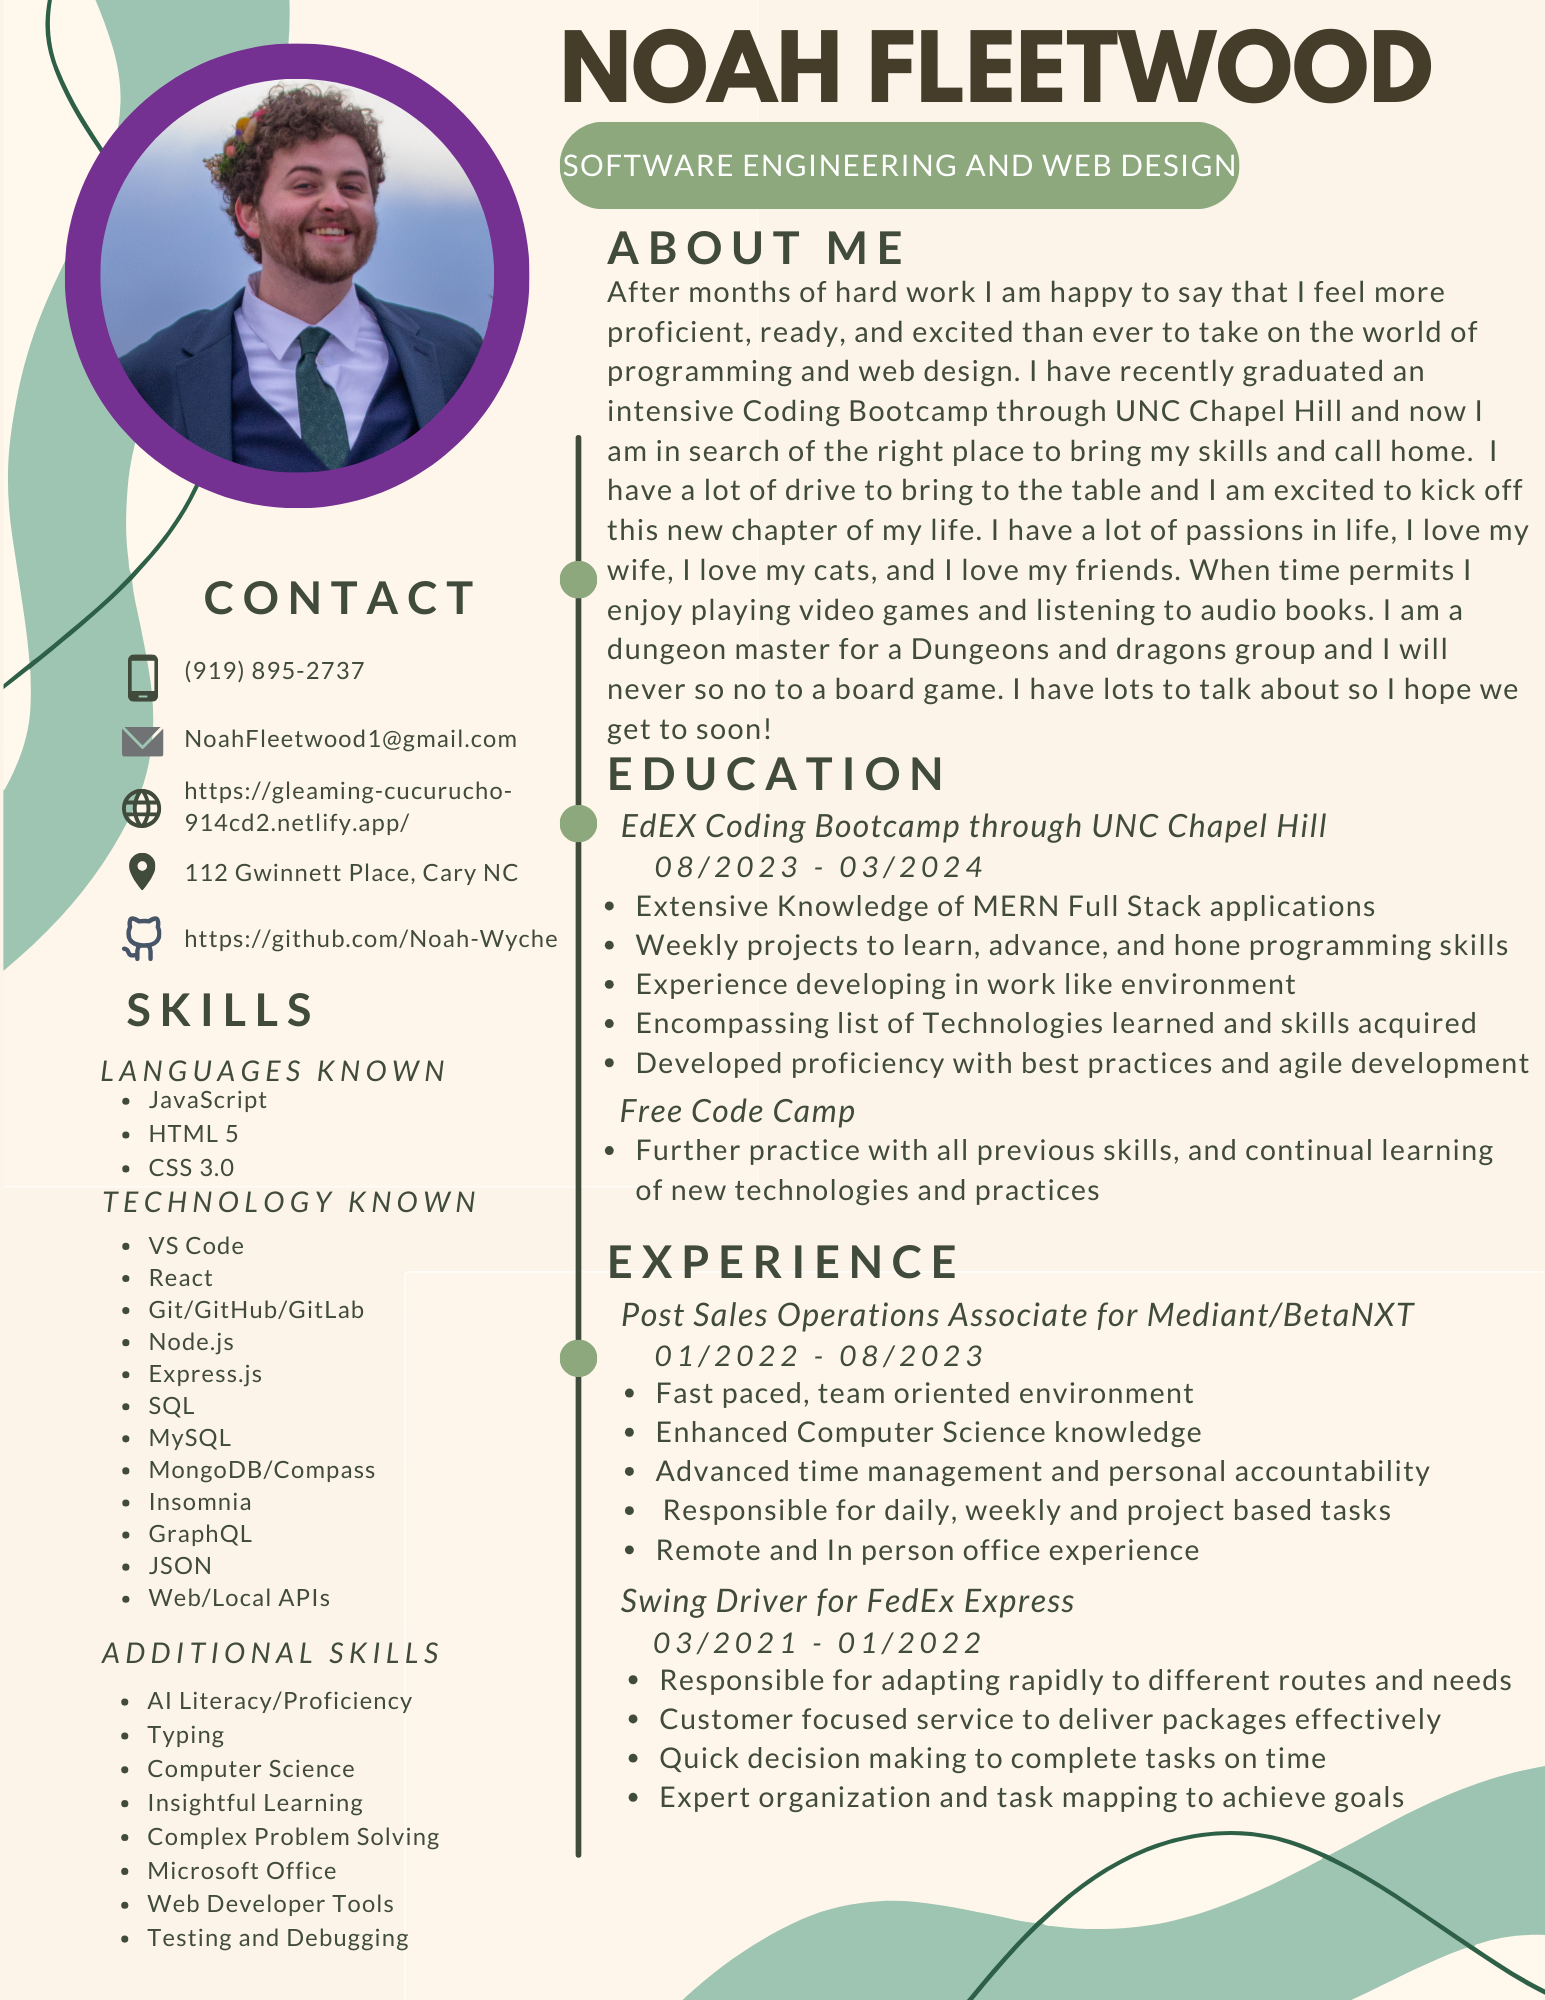 NOAH FLEETWOOD
SOFTWARE ENGINEERING AND WEB DESIGN
ABOUT ME
After months of hard work I am happy to say that I feel more
proficient, ready, and excited than ever to take on the world of
programming and web design. I have recently graduated an
intensive Coding Bootcamp through UNC Chapel Hill and now I
am in search of the right place to bring my skills and call home.  I
have a lot of drive to bring to the table and I am excited to kick off
this new chapter of my life. I have a lot of passions in life, I love my
wife, I love my cats, and I love my friends. When time permits I
enjoy playing video games and listening to audio books. I am a
dungeon master for a Dungeons and dragons group and I will
never so no to a board game. I have lots to talk about so I hope we
get to soon!
CONTACT
(919) 895-2737
NoahFleetwood1@gmail.com
https://gleaming-cucurucho-
914cd2.netlify.app/
112 Gwinnett Place, Cary NC
https://github.com/Noah-Wyche
SKILLS
LANGUAGES KNOWN
• JavaScript
• HTML 5
• CSS 3.0
TECHNOLOGY KNOWN
• VS Code
• React
• Git/GitHub/GitLab
• Node.js
• Express.js
• SQL
• MySQL
• MongoDB/Compass
• Insomnia
• GraphQL
• JSON
• Web/Local APIs
ADDITIONAL SKILLS
• AI Literacy/Proficiency
• Typing
• Computer Science
• Insightful Learning
• Complex Problem Solving
• Microsoft Office
• Web Developer Tools
• Testing and Debugging
EDUCATION
EdEX Coding Bootcamp through UNC Chapel Hill
08/2023 - 03/2024
• Extensive Knowledge of MERN Full Stack applications
• Weekly projects to learn, advance, and hone programming skills
• Experience developing in work like environment
• Encompassing list of Technologies learned and skills acquired
• Developed proficiency with best practices and agile development
Free Code Camp
• Further practice with all previous skills, and continual learning
of new technologies and practices
EXPERIENCE
Post Sales Operations Associate for Mediant/BetaNXT
01/2022 - 08/2023
• Fast paced, team oriented environment
• Enhanced Computer Science knowledge
• Advanced time management and personal accountability
• Responsible for daily, weekly and project based tasks
• Remote and In person office experience
Swing Driver for FedEx Express
03/2021 - 01/2022
• Responsible for adapting rapidly to different routes and needs
• Customer focused service to deliver packages effectively
• Quick decision making to complete tasks on time
• Expert organization and task mapping to achieve goals